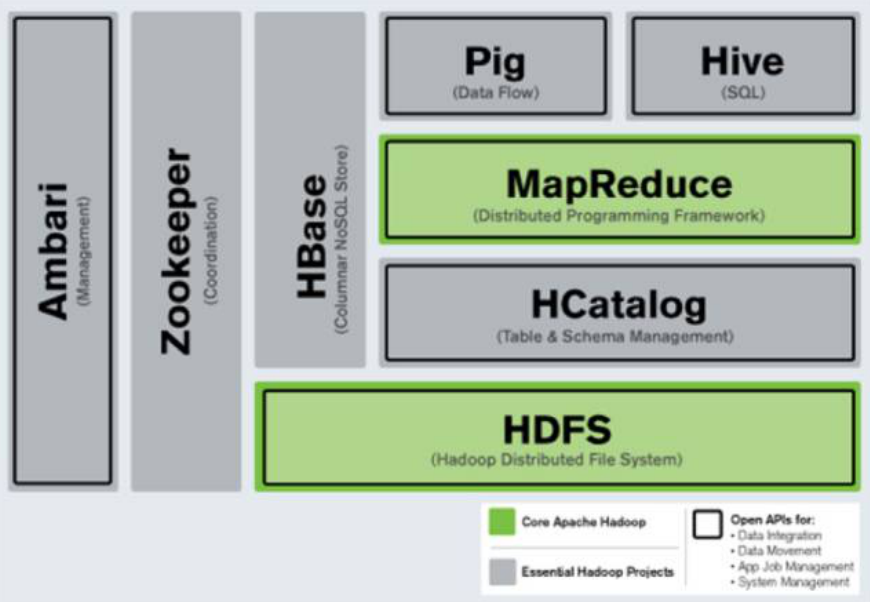 Ambari
(Management)
Zookeeper
(Coordination)
HBase
(Columnar NoSQL Store)
Pig
(Data Flow)
Hive
(SQL)
MapReduce
(Distributed Programming Framework)
HCatalog
(Table & Schema Management)
HDFS
(Hadoop Distributed File System)
Core Apache Hadoop
Essential Hadoop Projects
Open APIs for:
• Data Integration
• Data Movement
• App Job Management
• System Management